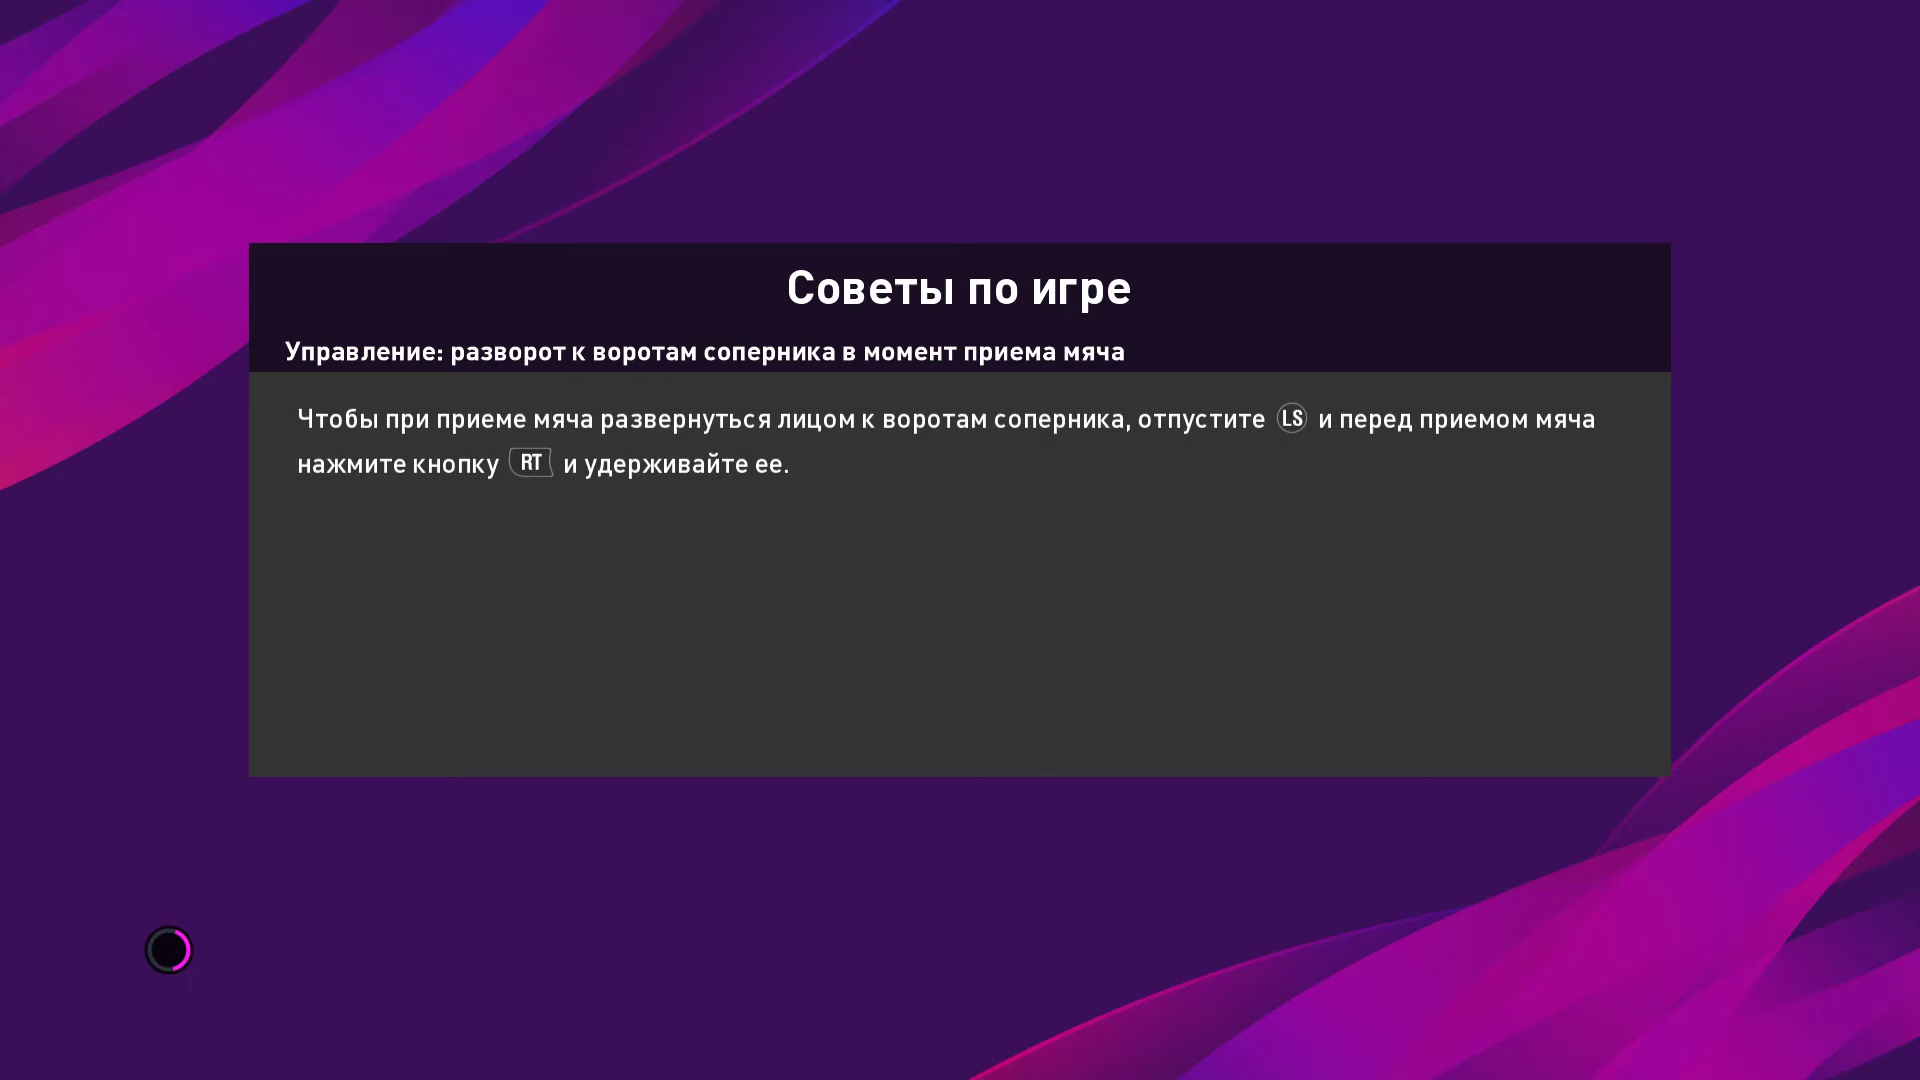 Советы по игре
Управление: разворот к воротам соперника в момент приема мяча
Чтобы при приеме мяча развернуться лицом к воротам соперника, отпустите LS и перед приемом мяча
нажмите кнопку RT и удерживайте ее.